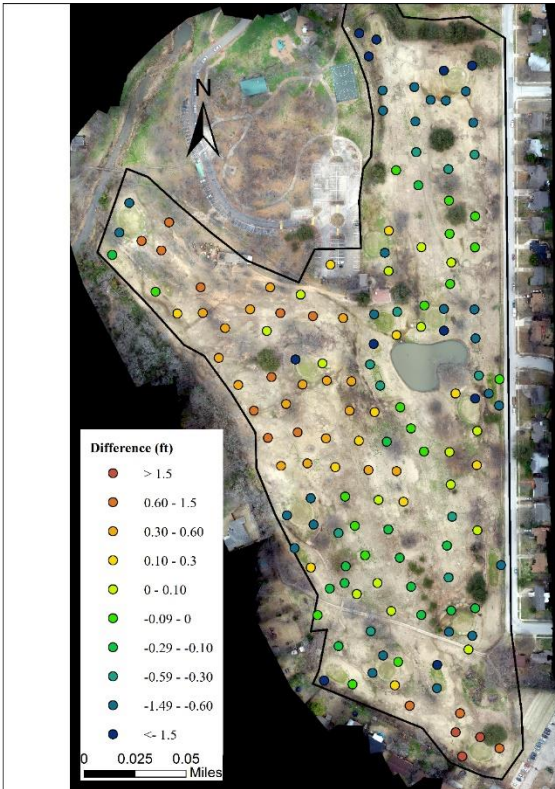 N
Difference (ft)
> 1.5
0.60 - 1.5
0.30 - 0.60
0.10 - 0.3
0 - 0.10
-0.09 - 0
-0.29 - -0.10
-0.59 - -0.30
-1.49 - -0.60
<- 1.5
0 0.025 0.05
Miles